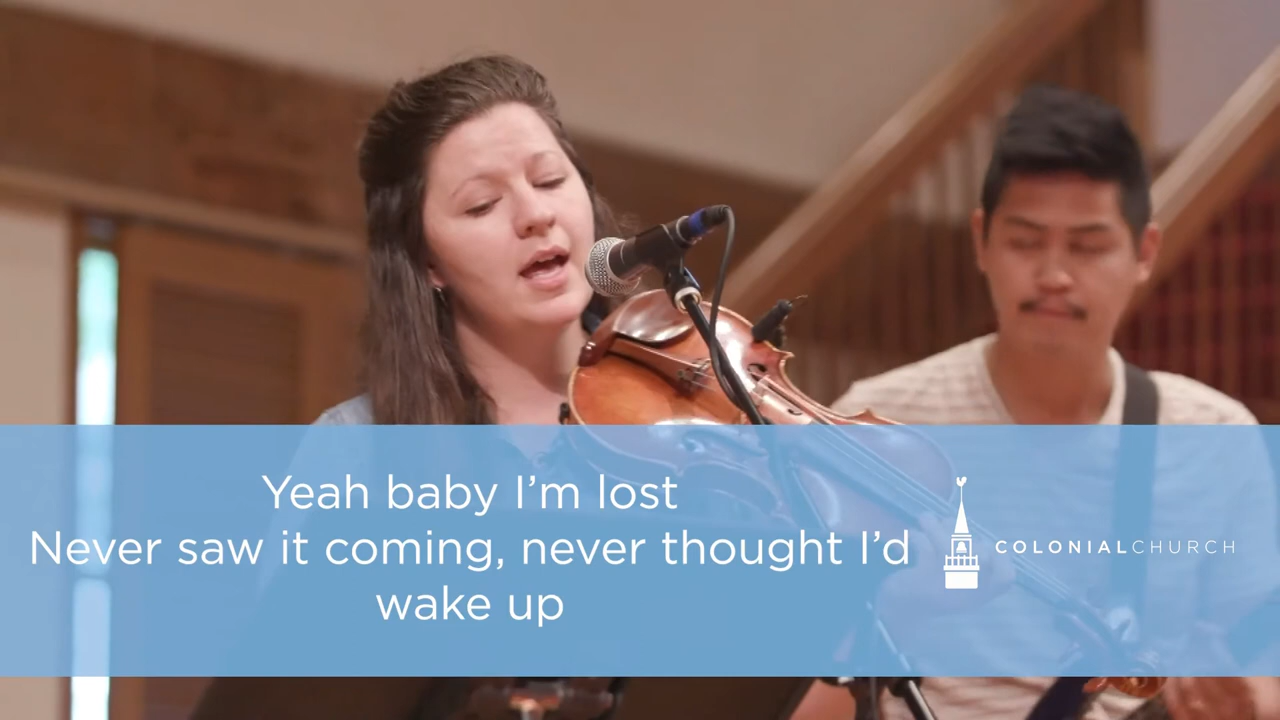 Yeah baby I’m lost
Never saw it coming, never thought I’d
wake up
COLONIALCHURCH